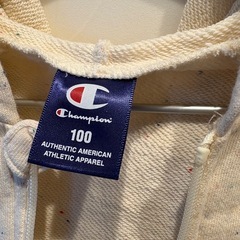 Champion
100
AUTHENTIC AMERICAN
ATHLETIC APPAREL